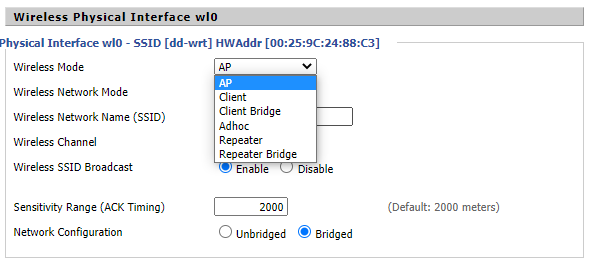 Wireless Physical Interface wl0
Physical Interface wl0 - SSID [dd-wrt] HWAddr [00:25:9C:24:88:C3]
Wireless Mode AP
AP
Wireless Network Mode
Client
Client Bridge
Wireless Network Name (SSID)
Adhoc
Wireless Channel
Repeater
Repeater Bridge
Wireless SSID Broadcast Enable Disable
Sensitivity Range (ACK Timing) 2000 (Default: 2000 meters)
Network Configuration Unbridged Bridged